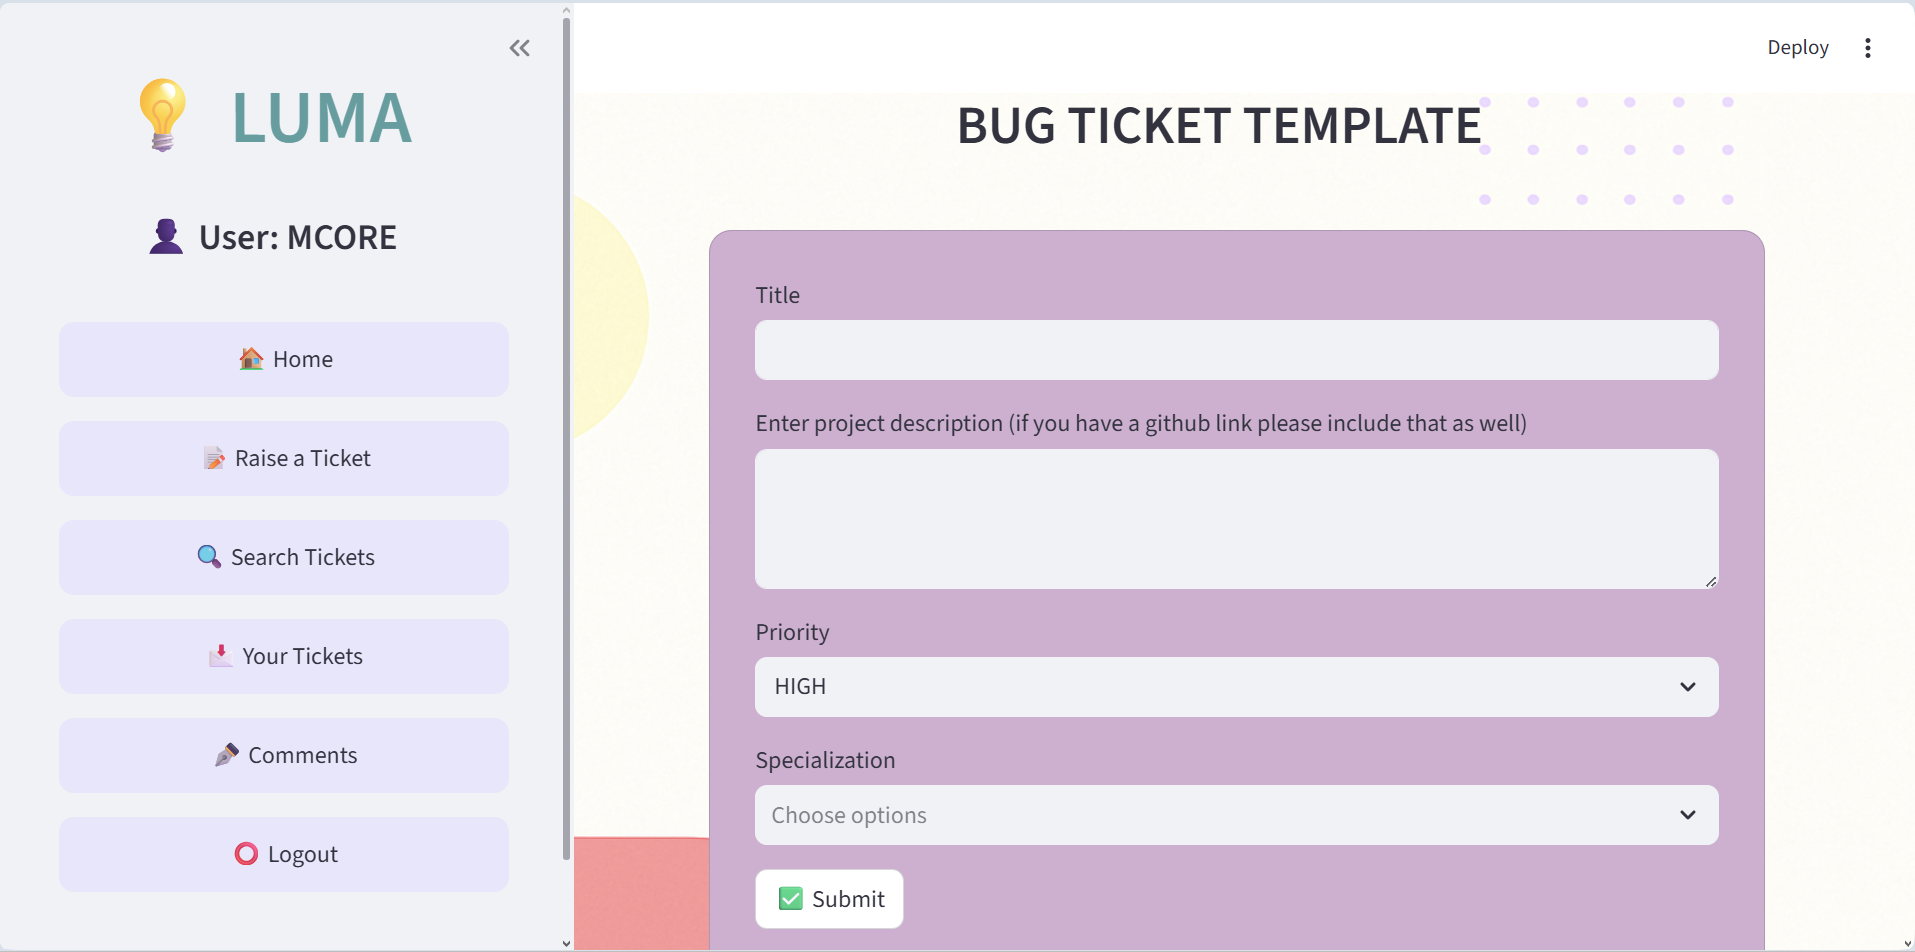 LUMA
User: MCORE
Home
Raise a Ticket
Search Tickets
Your Tickets
Comments
Logout
Deploy
BUG TICKET TEMPLATE
Title
Enter project description (if you have a github link please include that as well)
Priority
HIGH
Specialization
Choose options
Submit